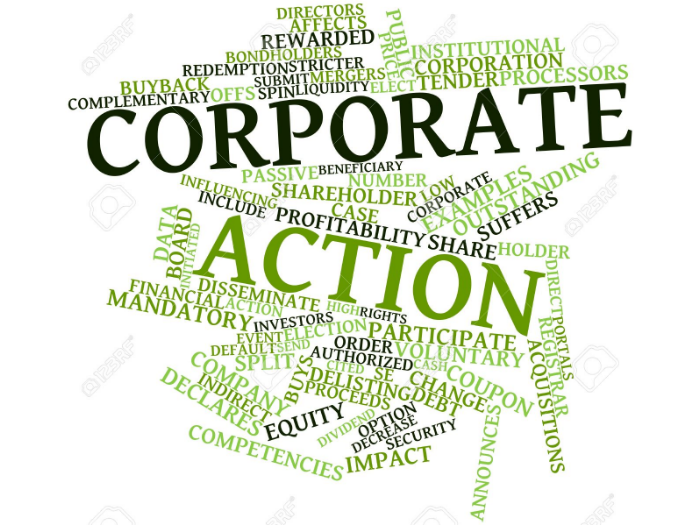 DIRECTORS
AFFECTS
REWARDED
PUBLIC
PRICE
BONDHOLDERS
INSTITUTIONAL
REDEMPTION
STRICTER
CORPORATION
BUYBACK
SUBMIT
MERGERS
TENDER
PROCESSORS
COMPLEMENTARY
OFFS
SPIN
LIQUIDITY
ELECT
CORPORATE
PASSIVE
BENEFICIARY
INFLUENCING
NUMBER
SHAREHOLDER
LOW
CORPORATE
EXAMPLES
OUTSTANDING
INCLUDE
CASE
SUFFERS
PROFITABILITY
SHARE
HOLDER
DATA
BOARD
INITIATED
ACTION
DIRECT
PORTALS
REGISTRAR
ACQUISITIONS
DISSEMINATE
FINANCIAL
ACTION
HIGH
RIGHTS
MANDATORY
INVESTORS
PARTICIPATE
EVENT
ELECTION
ORDER
VOLUNTARY
DEFAULT
SEND
AUTHORIZED
CASH
SPLIT
CITED
SE
CHANGE
COUPON
COMPANY
BUYS
DELISTING
DEBT
INDIRECT
PROCEEDS
DECLARES
EQUITY
DIVIDEND
OPTION
DECREASE
SECURITY
ANNOUNCES
COMPETENCIES
IMPACT
123RF